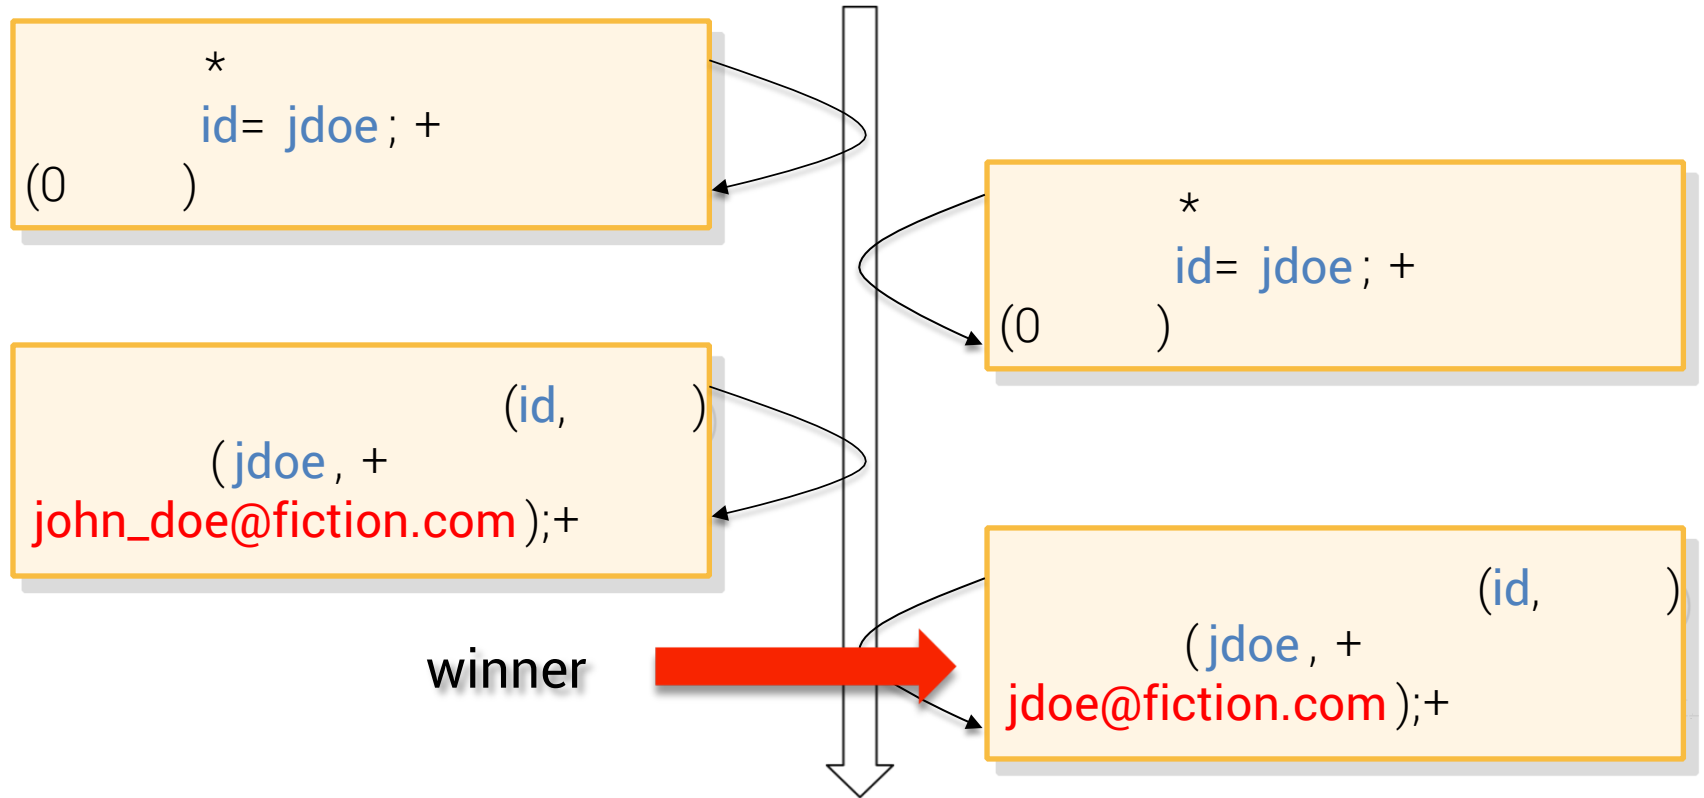 *
id= jdoe ; +
(0 )
*
id= jdoe ; +
(0 )
(id, )
( jdoe , +
john_doe@fiction.com );+
winner
(id, )
( jdoe , +
jdoe@fiction.com );+